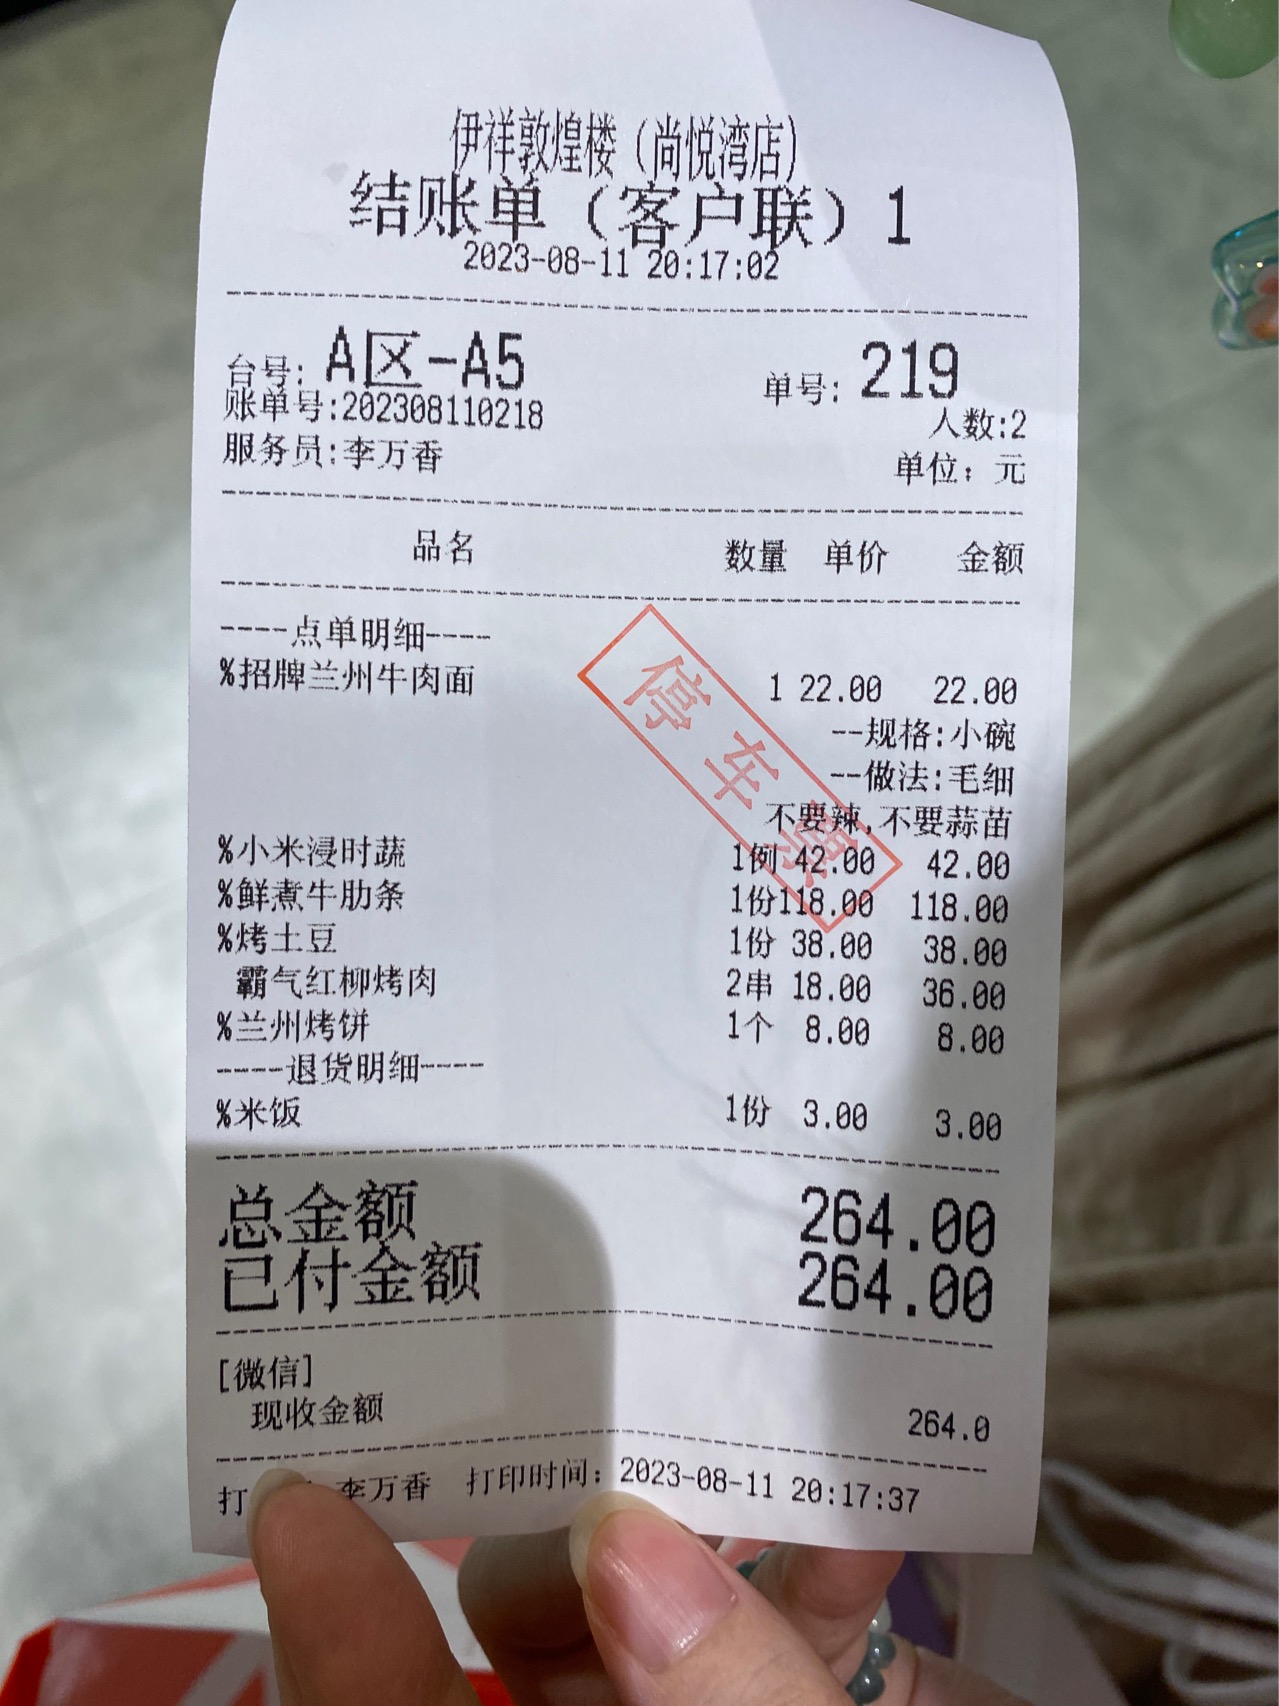 伊祥敦煌楼(尚悦湾店)
结账单(客户联)1
2023-08-11 20:17:02
台号: A区-A5 单号: 219
账单号:202308110218 人数:2
服务员:李万香 单位: 元
品名 数量 单价 金额
----点单明细----
%招牌兰州牛肉面 1 22.00 22.00
--规格:小碗
--做法:毛细
不要辣,不要蒜苗
%小米浸时蔬 1例 42.00 42.00
%鲜煮牛肋条 1份118.00 118.00
%烤土豆 1份 38.00 38.00
霸气红柳烤肉 2串 18.00 36.00
%兰州烤饼 1个 8.00 8.00
----退货明细----
%米饭 1份 3.00 3.00
停车票
总金额 264.00
已付金额 264.00
[微信]
现收金额 264.0
打 李万香 打印时间: 2023-08-11 20:17:37